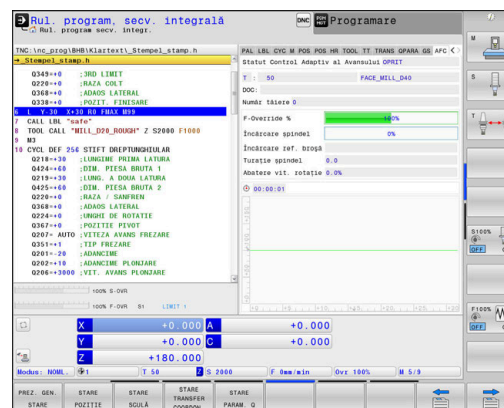 Rul. program, secv. integrală
Rul. program, secv. integr.
DNC
Programare
TNC:\nc_prog\BHB\Klartext\_Stempel_stamp.h
→_Stempel_stamp.h
Q349=+0 ;3RD LIMIT
Q220=+0 ;RAZA COLT
Q368=+0 ;ADAOS LATERAL
Q338=+0 ;POZIT. FINISARE
6 L Y-30 X+30 R0 FMAX M99
7 CALL LBL "safe"
8 TOOL CALL "MILL_D20_ROUGH" Z S2000 F1000
9 M3
10 CYCL DEF 256 STIFT DREPTUNGHIULAR
Q218=+30 ;LUNGIME PRIMA LATURA
Q424=+60 ;DIM. PIESA BRUTA 1
Q219=+30 ;LUNG. A DOUA LATURA
Q425=+60 ;DIM. PIESA BRUTA 2
Q220=+0 ;RAZA / SANFREN
Q368=+0 ;ADAOS LATERAL
Q224=+0 ;UNGHI DE ROTATIE
Q367=+0 ;POZITIE PIVOT
Q207= AUTO ;VITEZA AVANS FREZARE
Q351=+1 ;TIP FREZARE
Q201=-20 ;ADANCIME
Q202=+10 ;ADANCIME PLONJARE
Q206=+3000 ;VIT. AVANS PLONJARE
100% S-OVR
100% F-OVR S1 LIMIT 1
PAL LBL CYC M POS POS HR TOOL TT TRANS QPARA GS AFC
Statut Control Adaptiv al Avansului OPRIT
T : 50 FACE_MILL_D40
DOC:
Număr tăiere 0
F-Override % 100%
Încărcare spindel 0%
Încărcare ref. broşă
Turaţie spindel 0.0
Abatere vit. rotaţie 0.0%
00:00:01
X +0.000 A +0.000
Y +0.000 C +0.000
Z +180.000
Modus: NOML. 1 T 50 Z S 2000 F 0mm/min Ovr 100% M 5/9
PREZ. GEN.
STARE
STARE
POZIŢIE
STARE
SCULĂ
STARE
TRANSFER
COORDON.
STARE
PARAM. Q
M
S
T
S100%
OFF
F100%
OFF